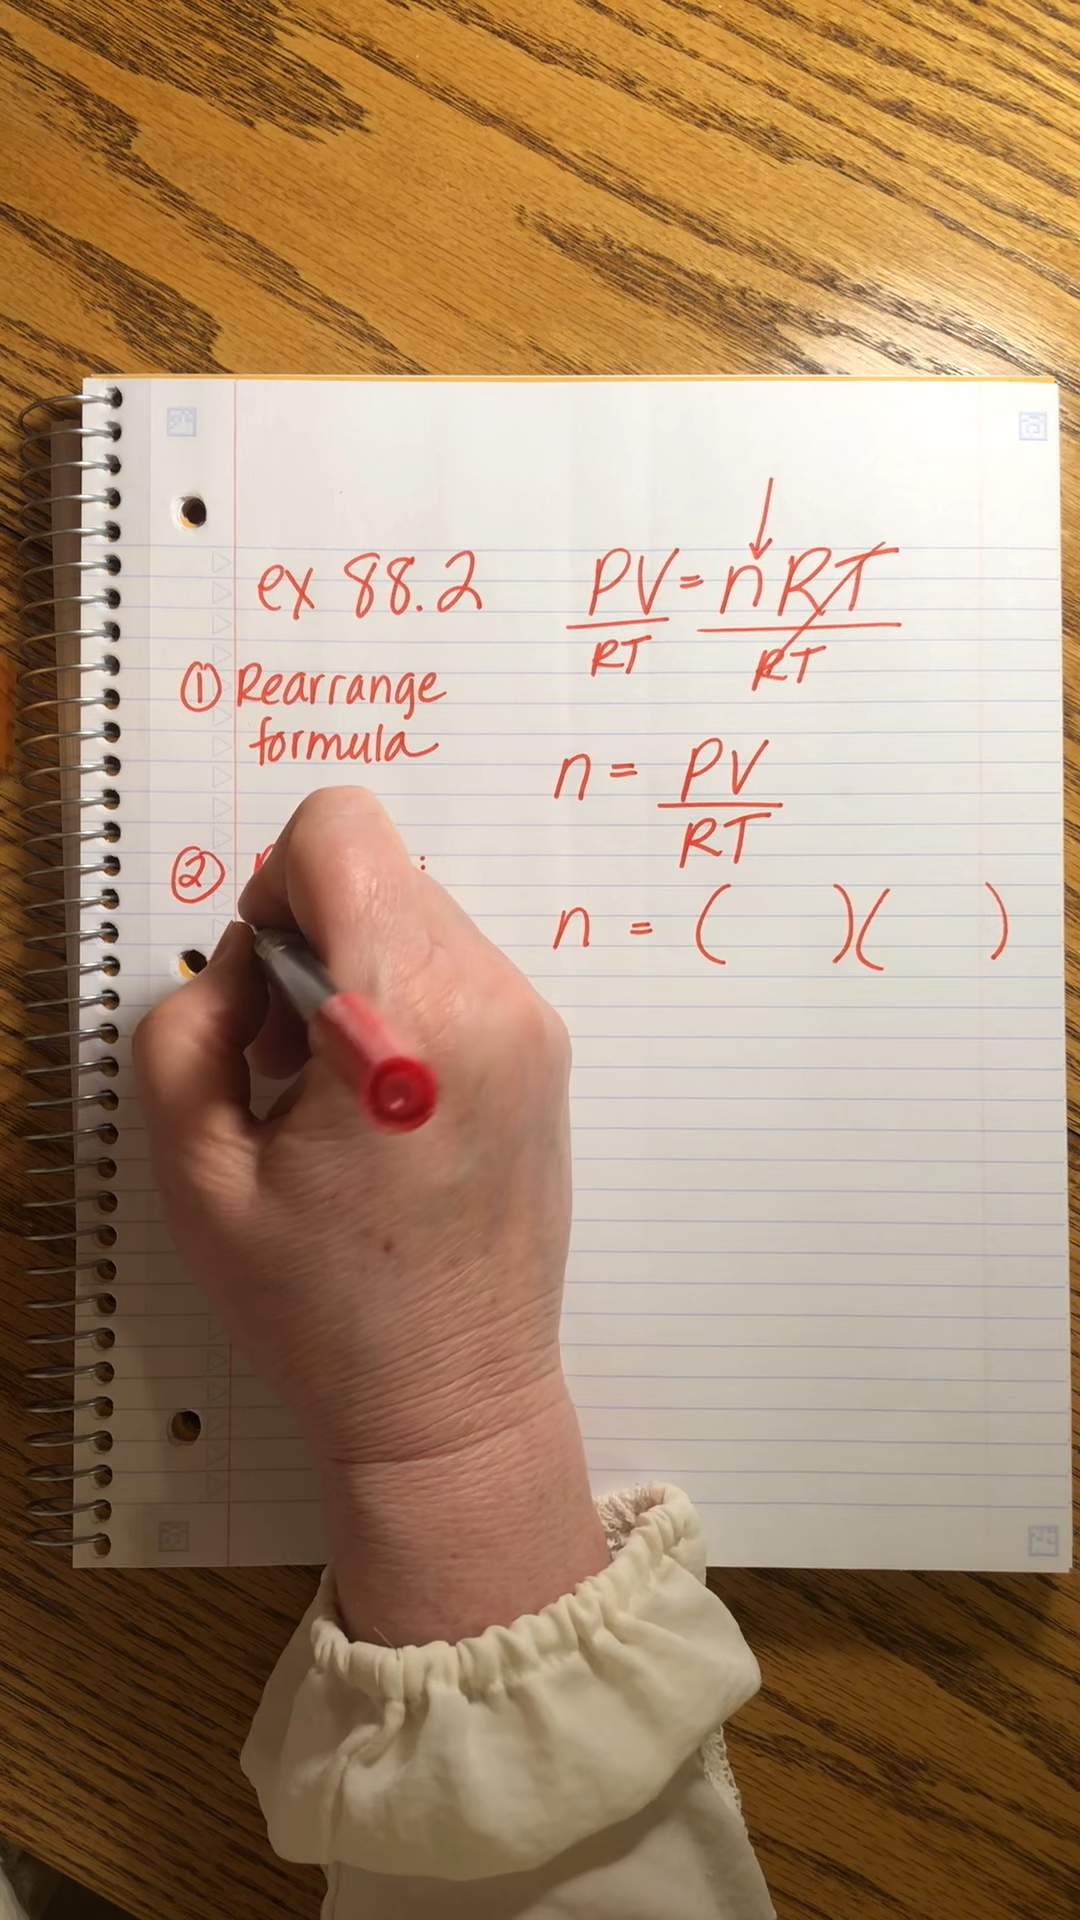 ex 88.2
PV = nRT
RT RT
① Rearrange
formula
n = PV
RT
②
n = ( )( )